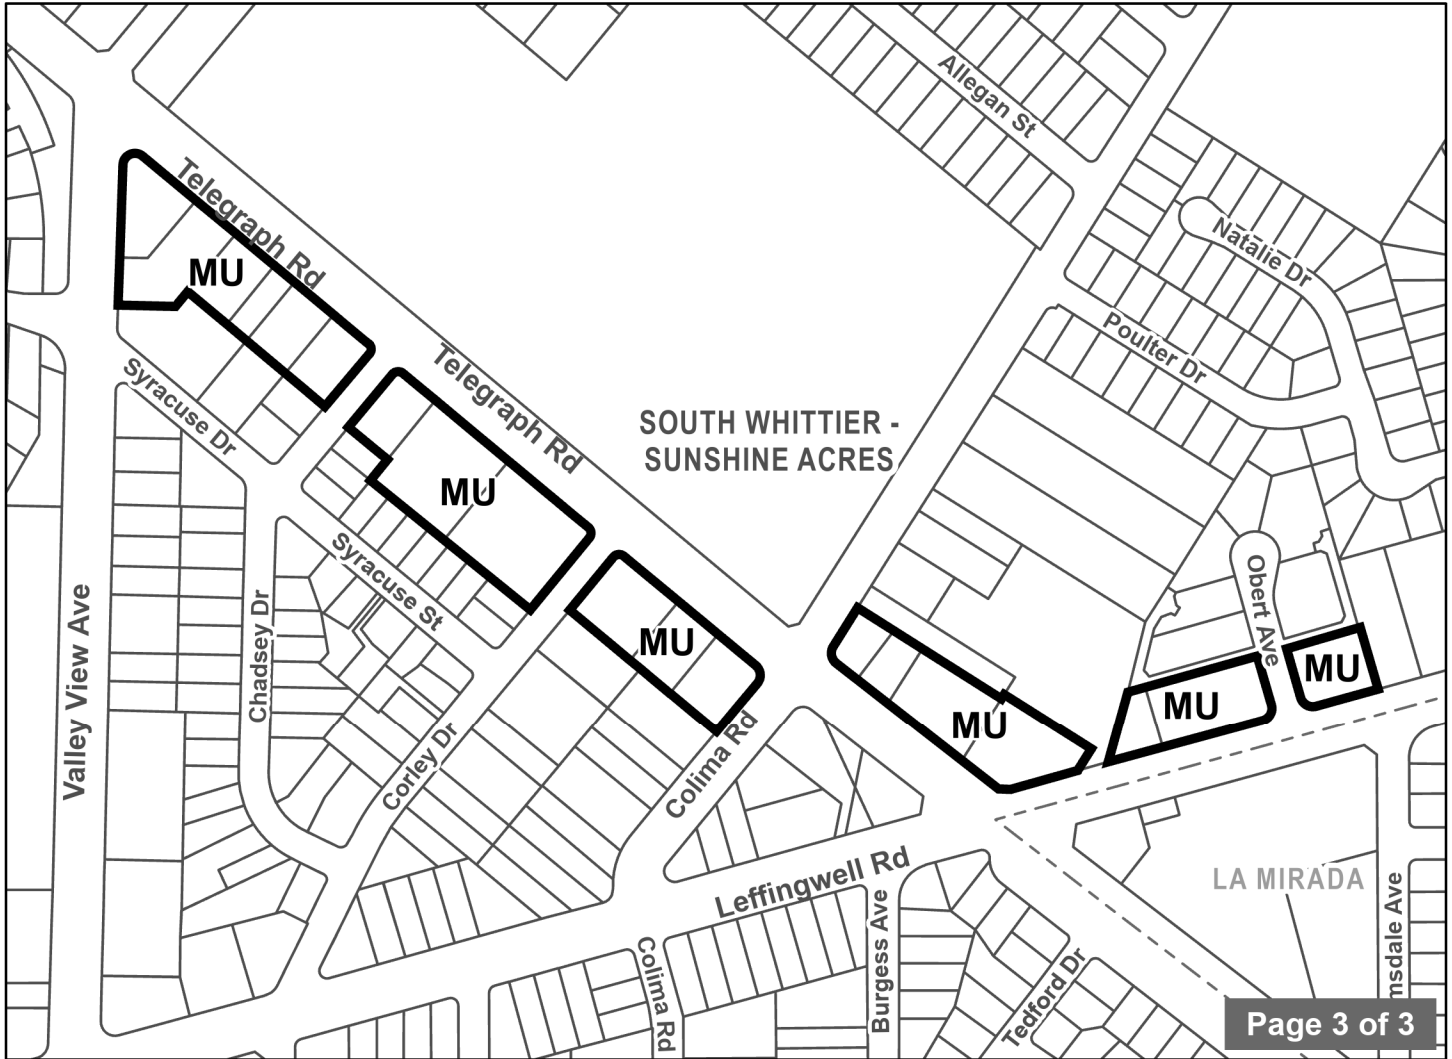 Allegan St
Telegraph Rd
Natalie Dr
MU
Poulter Dr
Syracuse Dr
Telegraph Rd
SOUTH WHITTIER -
SUNSHINE ACRES
MU
Syracuse St
Obert Ave
Valley View Ave
Chadsey Dr
MU
MU
MU
MU
Corley Dr
Colima Rd
Leffingwell Rd
LA MIRADA
Burgess Ave
msdale Ave
Colima Rd
Tedford Dr
Page 3 of 3